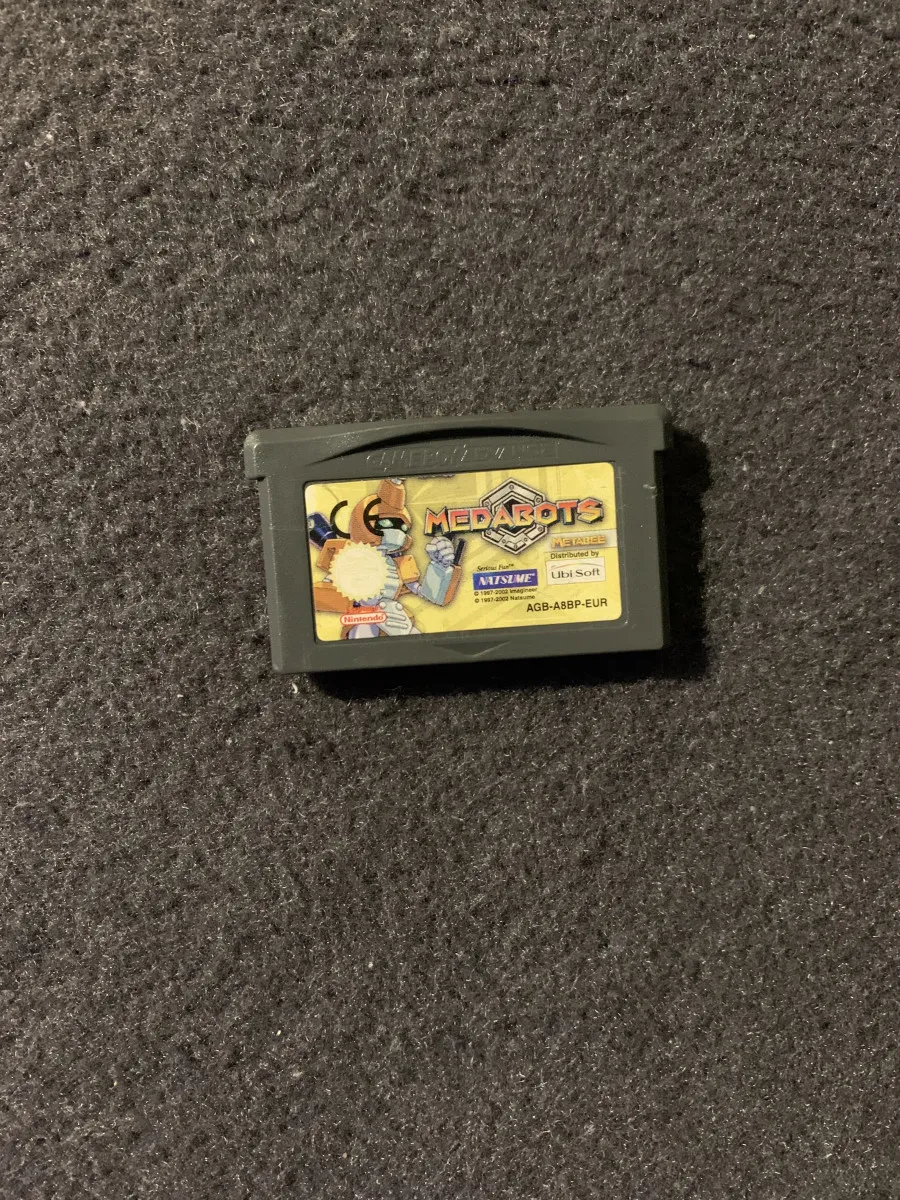 GAME BOY ADVANCE
CE
MEDABOTS
METABEE
Serious Fun™
NATSUME®
© 1997-2002 Imagineer
© 1997-2002 Natsume
Distributed by
Ubi Soft
Nintendo
AGB-A8BP-EUR